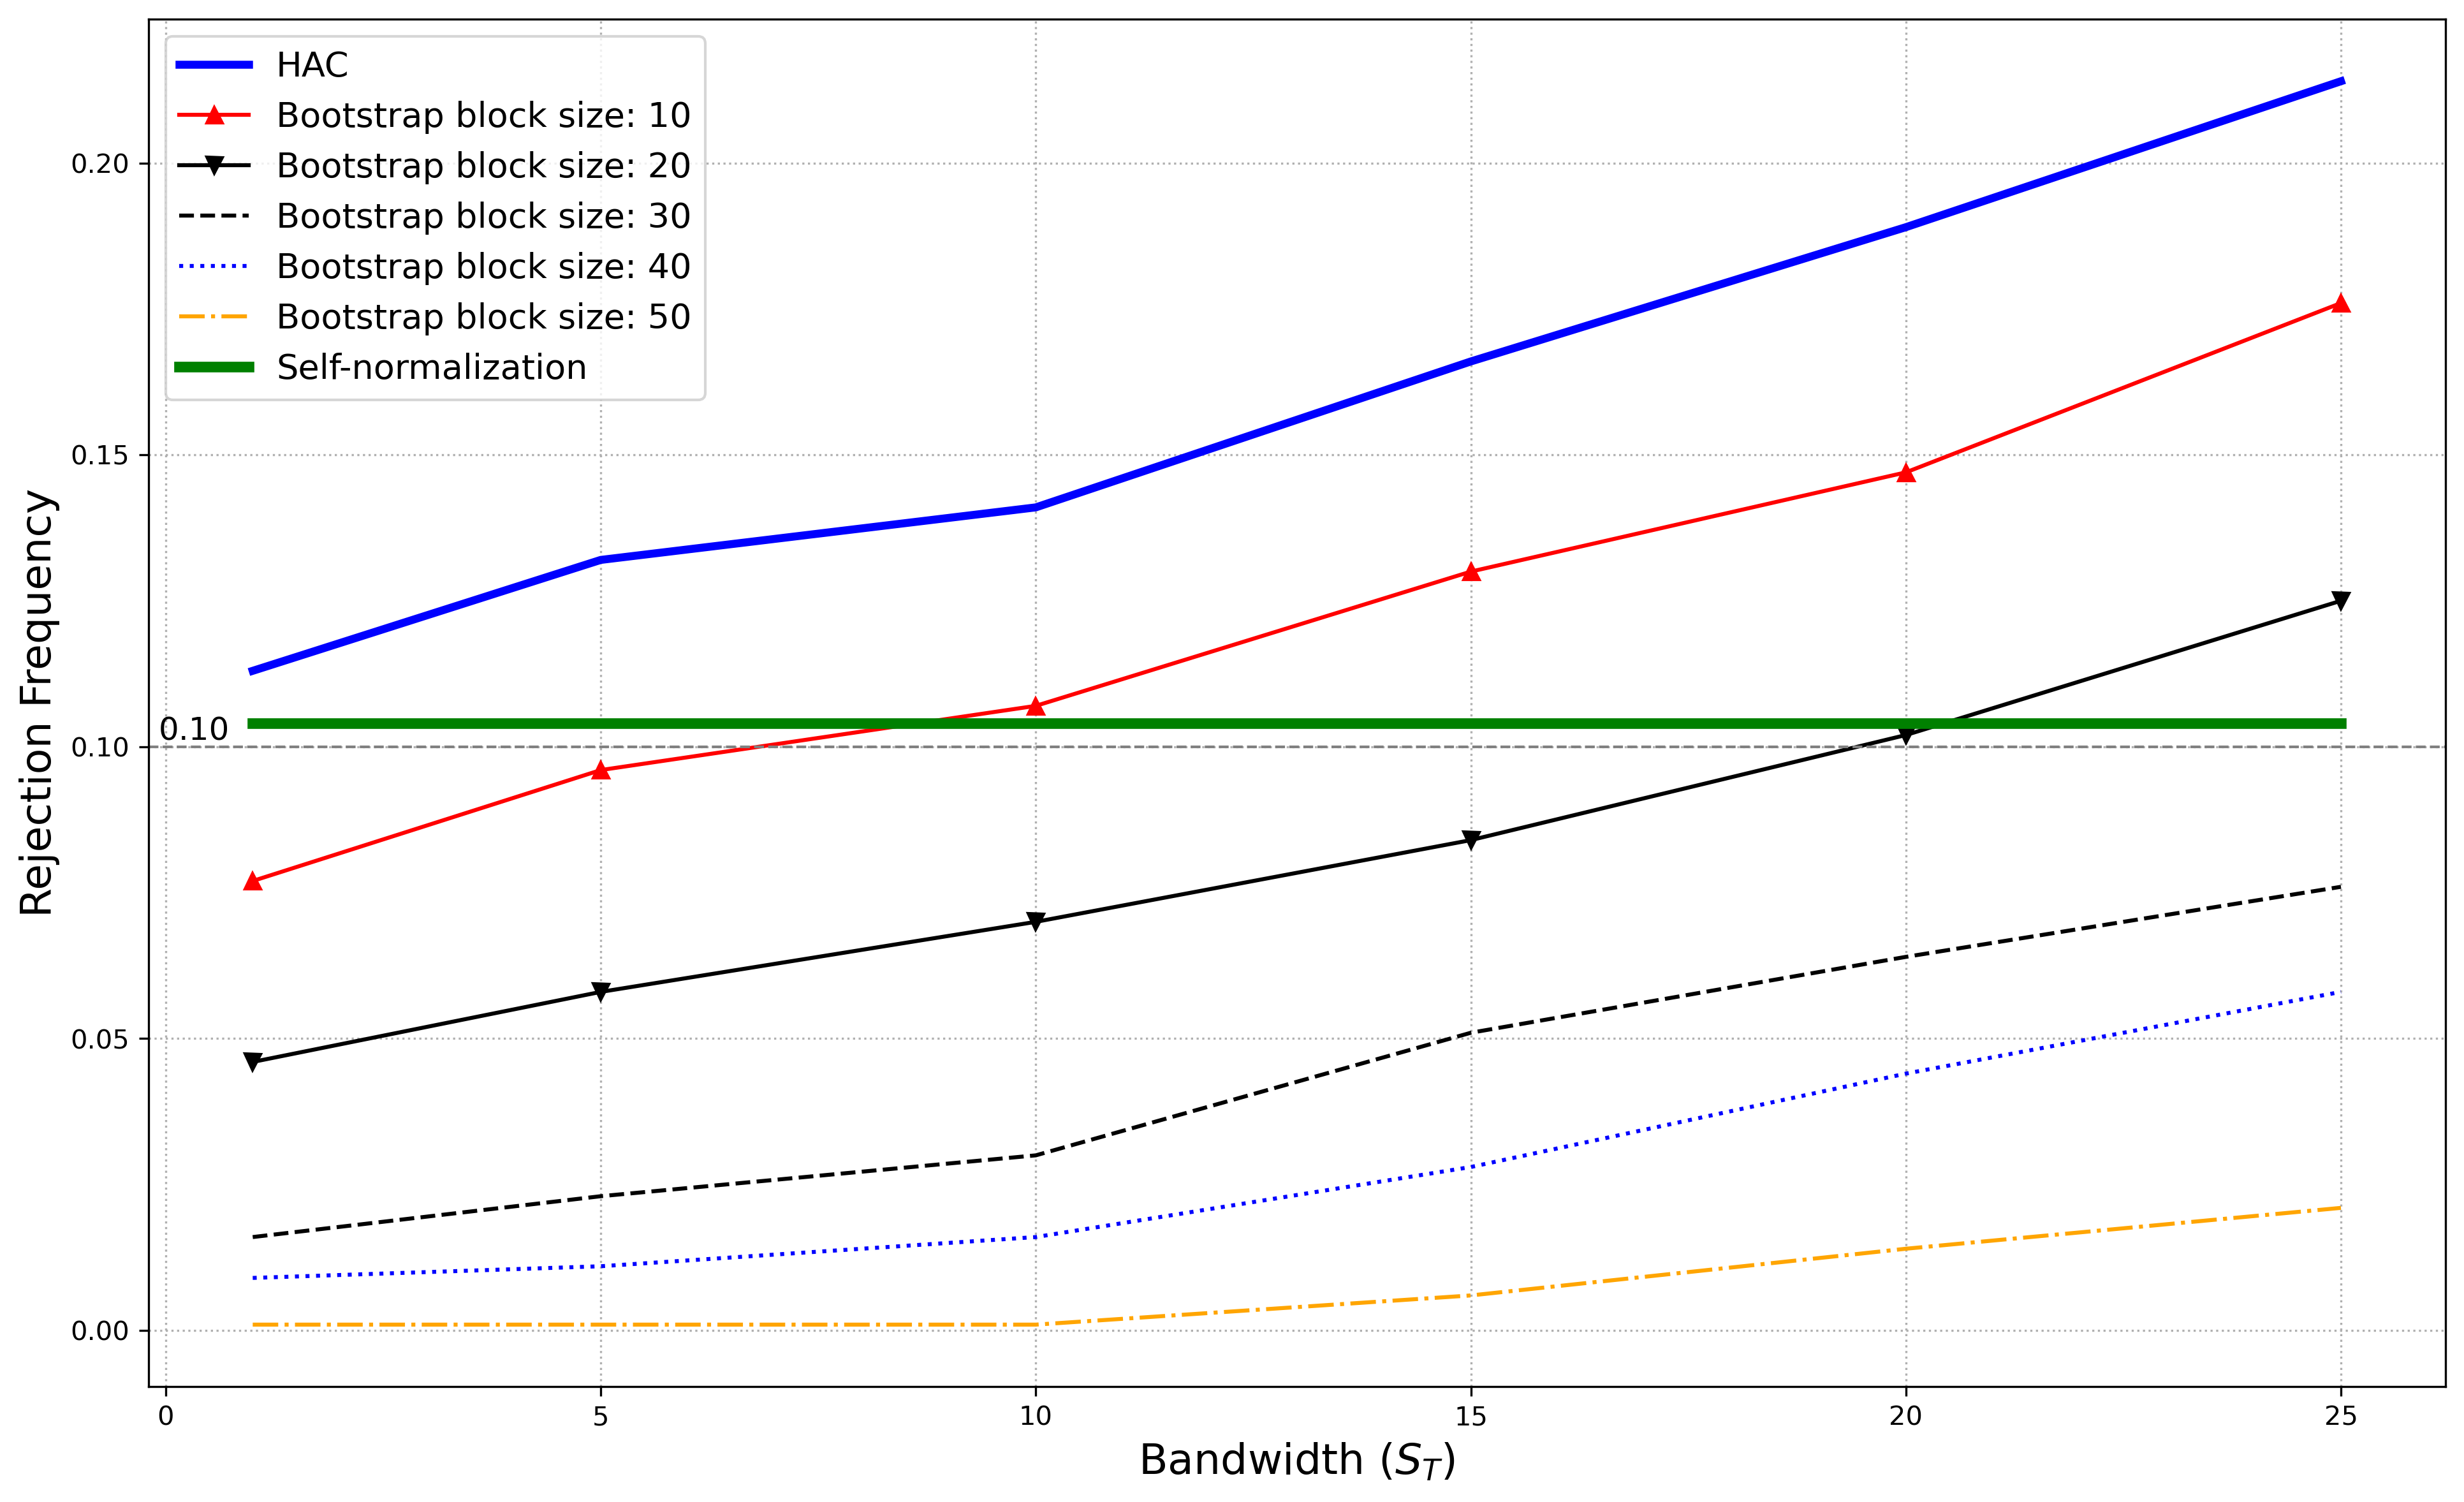 HAC
Bootstrap block size: 10
Bootstrap block size: 20
Bootstrap block size: 30
Bootstrap block size: 40
Bootstrap block size: 50
Self-normalization
Rejection Frequency
0.20
0.15
0.10
0.10
0.05
0.00
0 5 10 15 20 25
Bandwidth (S_T)